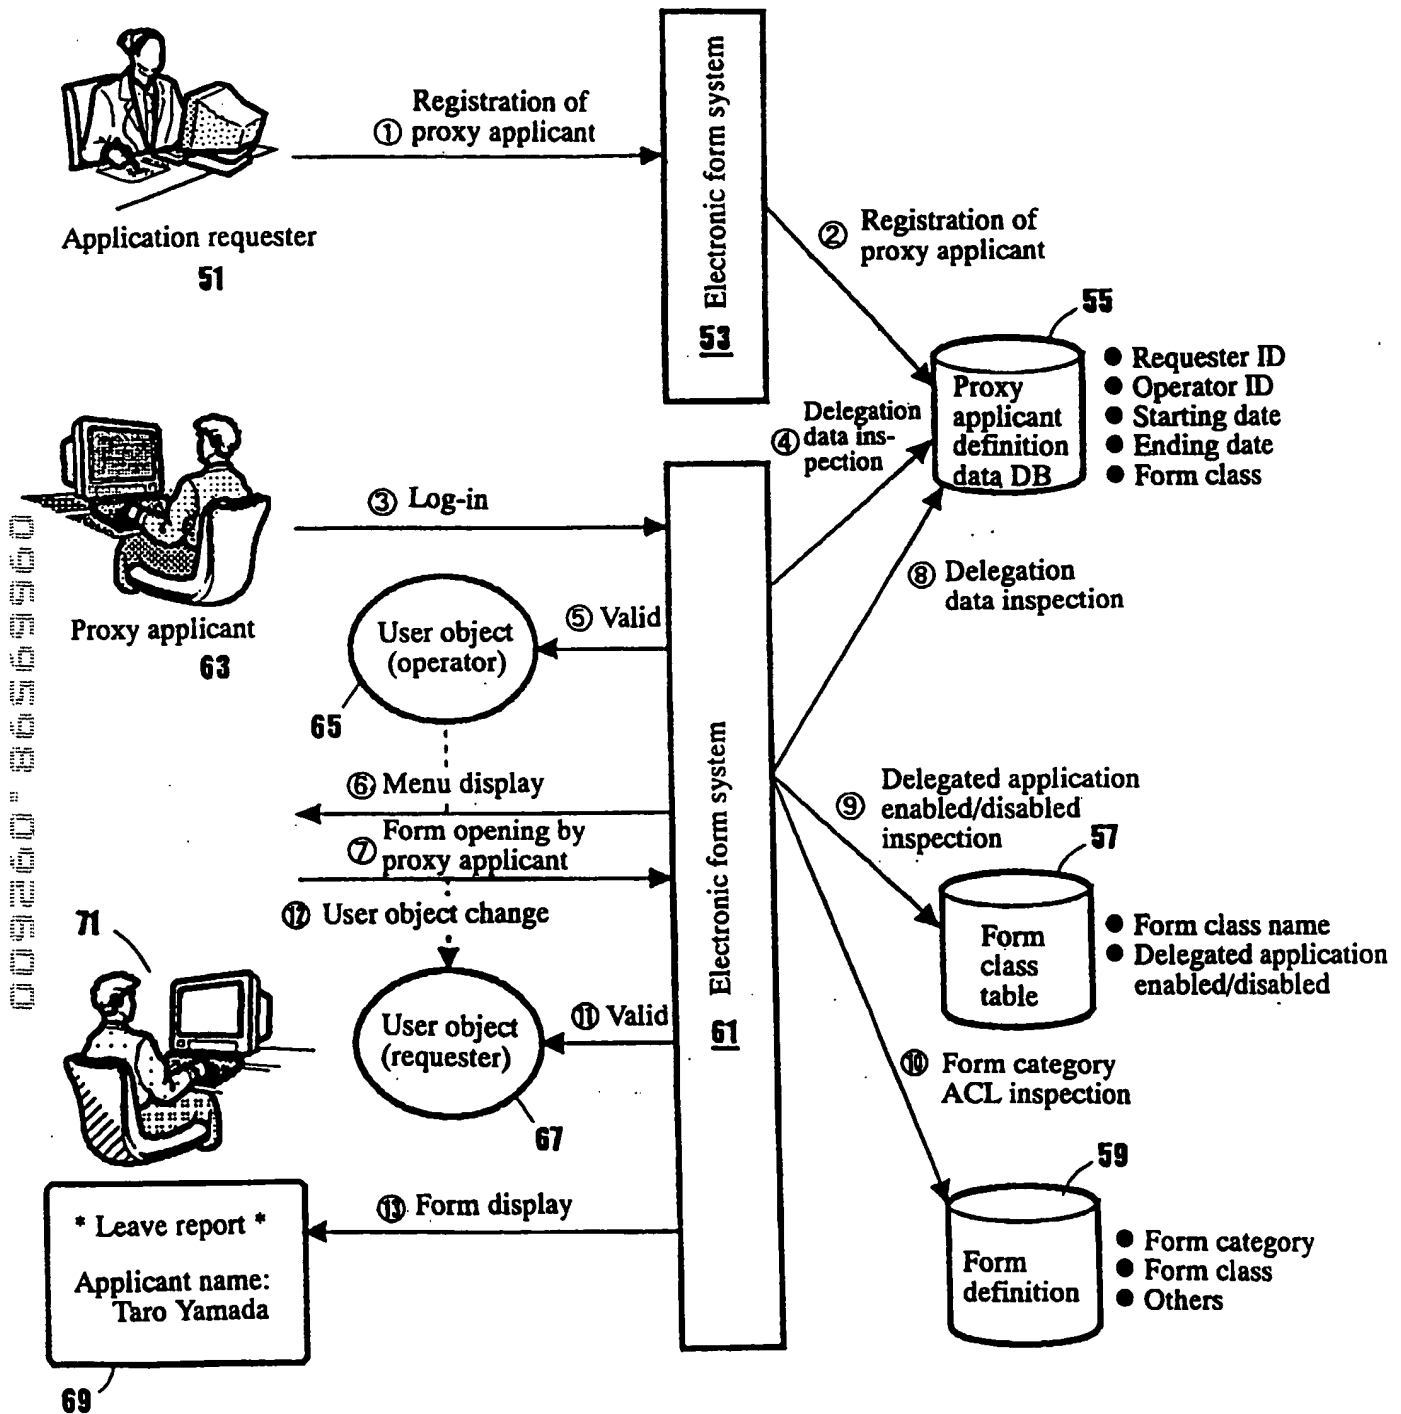 Registration of
① proxy applicant
Application requester
51
Electronic form system
53
② Registration of
proxy applicant
55
Proxy
applicant
definition
data DB
● Requester ID
● Operator ID
● Starting date
● Ending date
● Form class
Delegation
④ data ins-
pection
③ Log-in
Proxy applicant
63
⑤ Valid
User object
(operator)
65
⑧ Delegation
data inspection
⑥ Menu display
Form opening by
⑦ proxy applicant
⑫ User object change
Electronic form system
61
Delegated application
⑨ enabled/disabled
inspection
57
Form
class
table
● Form class name
● Delegated application
enabled/disabled
71
⑪ Valid
User object
(requester)
67
⑩ Form category
ACL inspection
59
Form
definition
● Form category
● Form class
● Others
⑬ Form display
* Leave report *
Applicant name:
Taro Yamada
69
09659598.092600